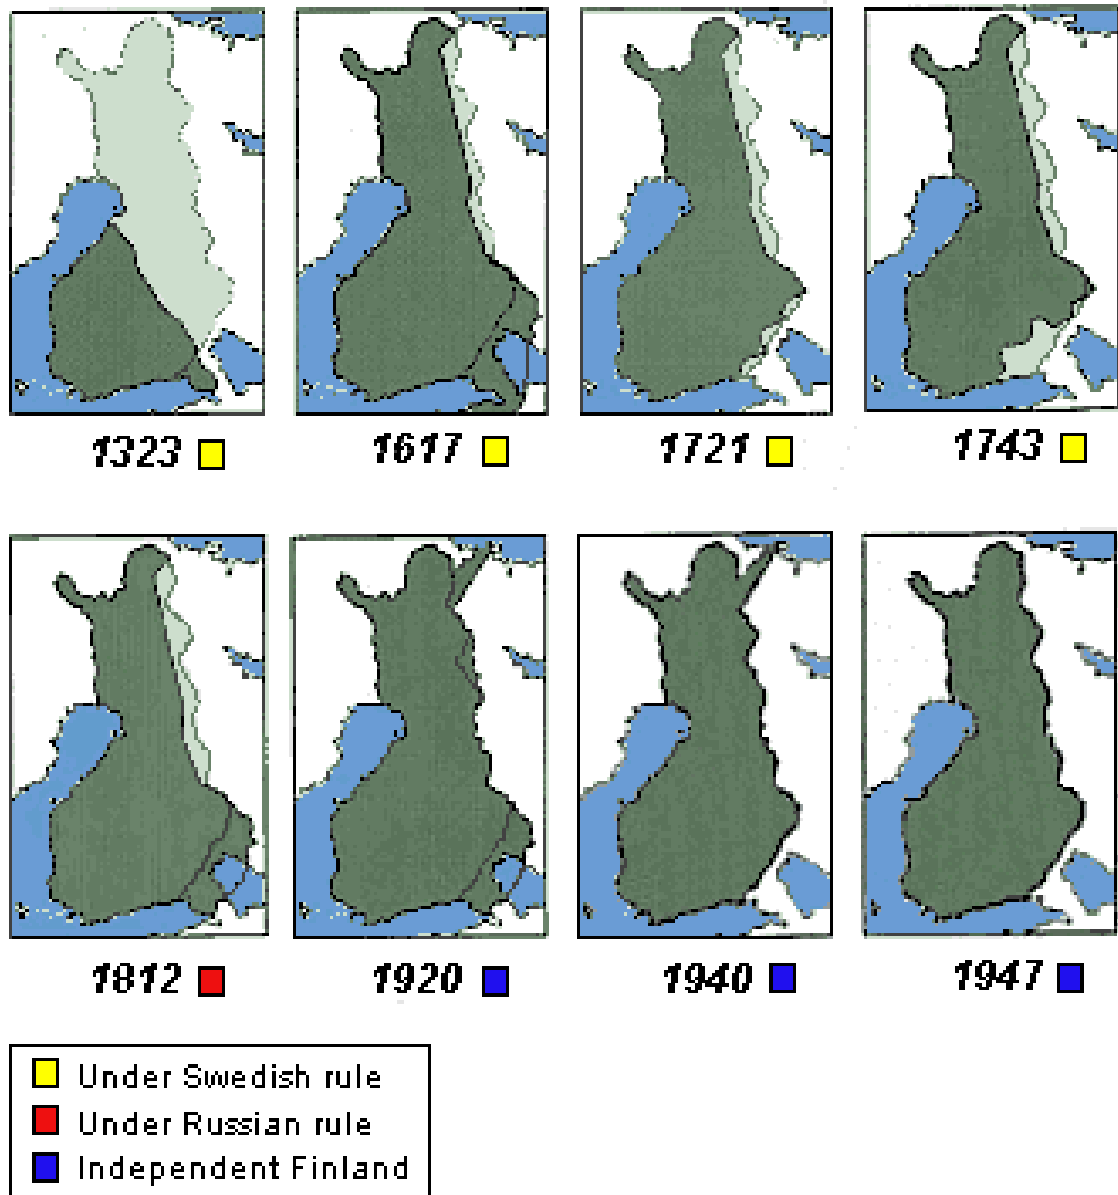 1323
1617
1721
1743
1812
1920
1940
1947
Under Swedish rule
Under Russian rule
Independent Finland